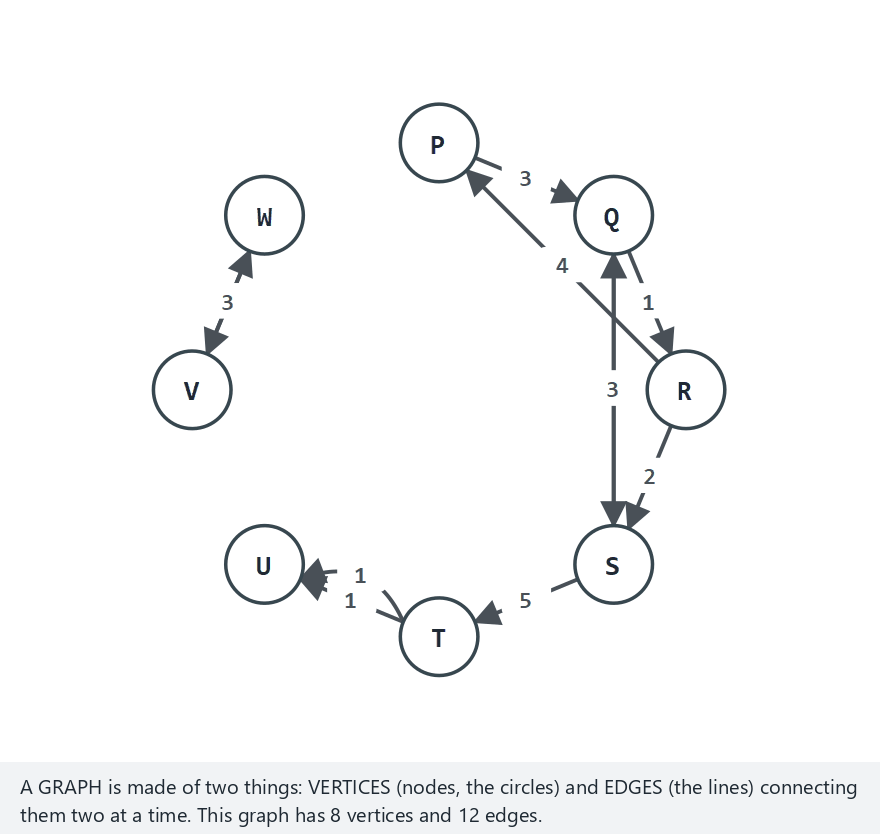 P
3
W
Q
4
3
1
V
3
R
2
U
1
S
1
5
T
A GRAPH is made of two things: VERTICES (nodes, the circles) and EDGES (the lines) connecting
them two at a time. This graph has 8 vertices and 12 edges.